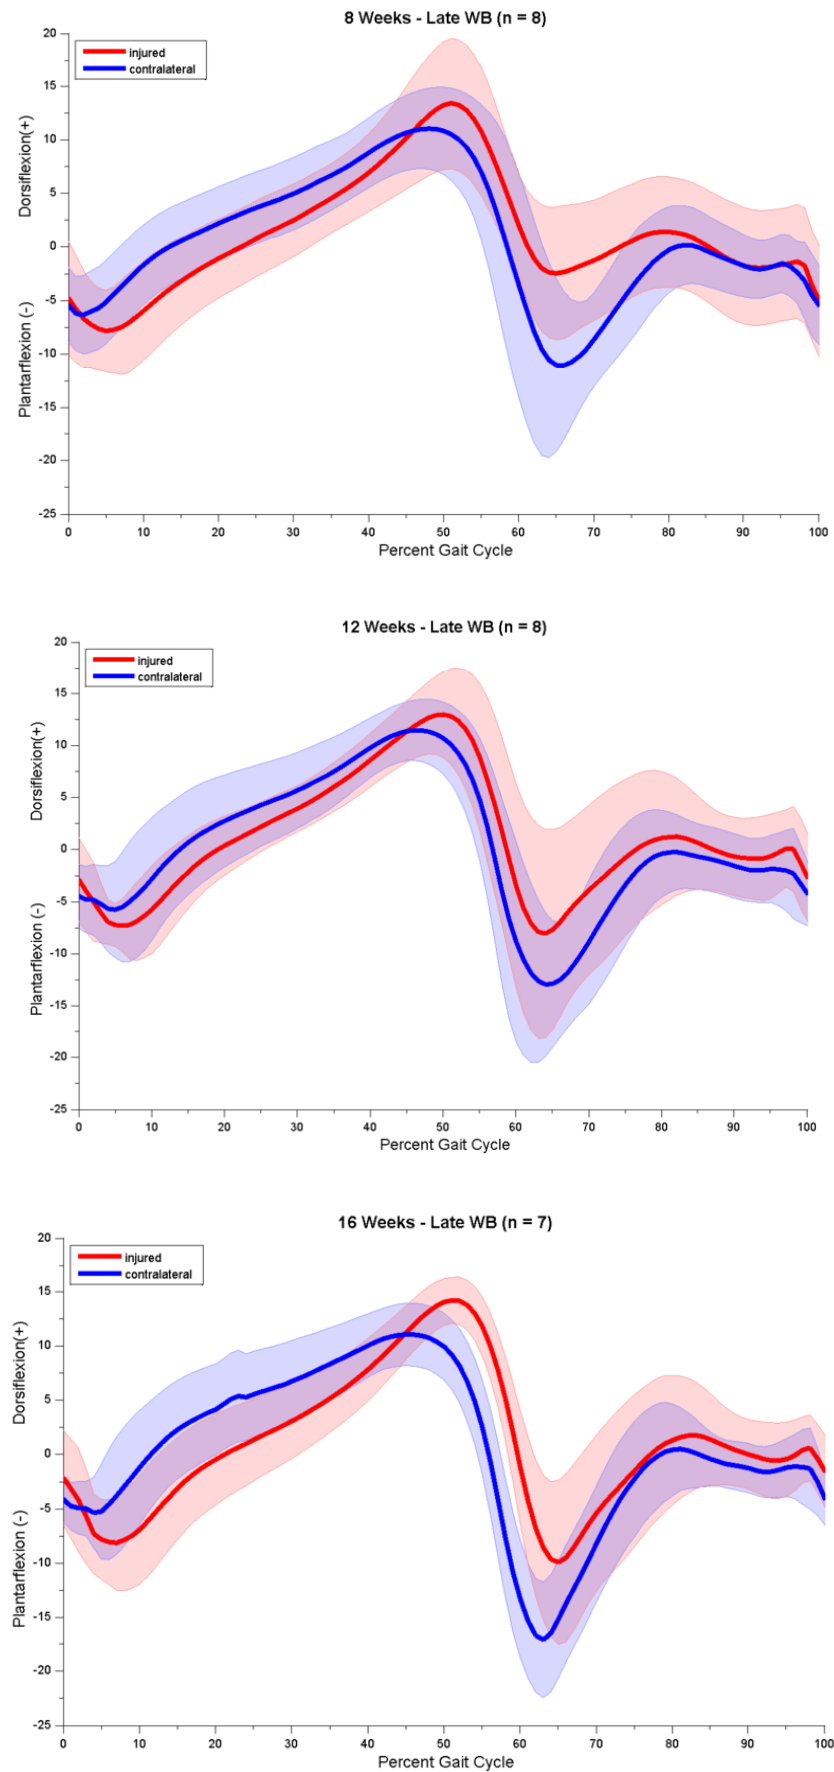 8 Weeks - Late WB (n = 8)
injured
contralateral
Dorsiflexion(+)
Plantarflexion (-)
20
15
10
5
0
-5
-10
-15
-20
-25
0 10 20 30 40 50 60 70 80 90 100
Percent Gait Cycle
12 Weeks - Late WB (n = 8)
injured
contralateral
Dorsiflexion(+)
Plantarflexion (-)
20
15
10
5
0
-5
-10
-15
-20
-25
0 10 20 30 40 50 60 70 80 90 100
Percent Gait Cycle
16 Weeks - Late WB (n = 7)
injured
contralateral
Dorsiflexion(+)
Plantarflexion (-)
20
15
10
5
0
-5
-10
-15
-20
-25
0 10 20 30 40 50 60 70 80 90 100
Percent Gait Cycle